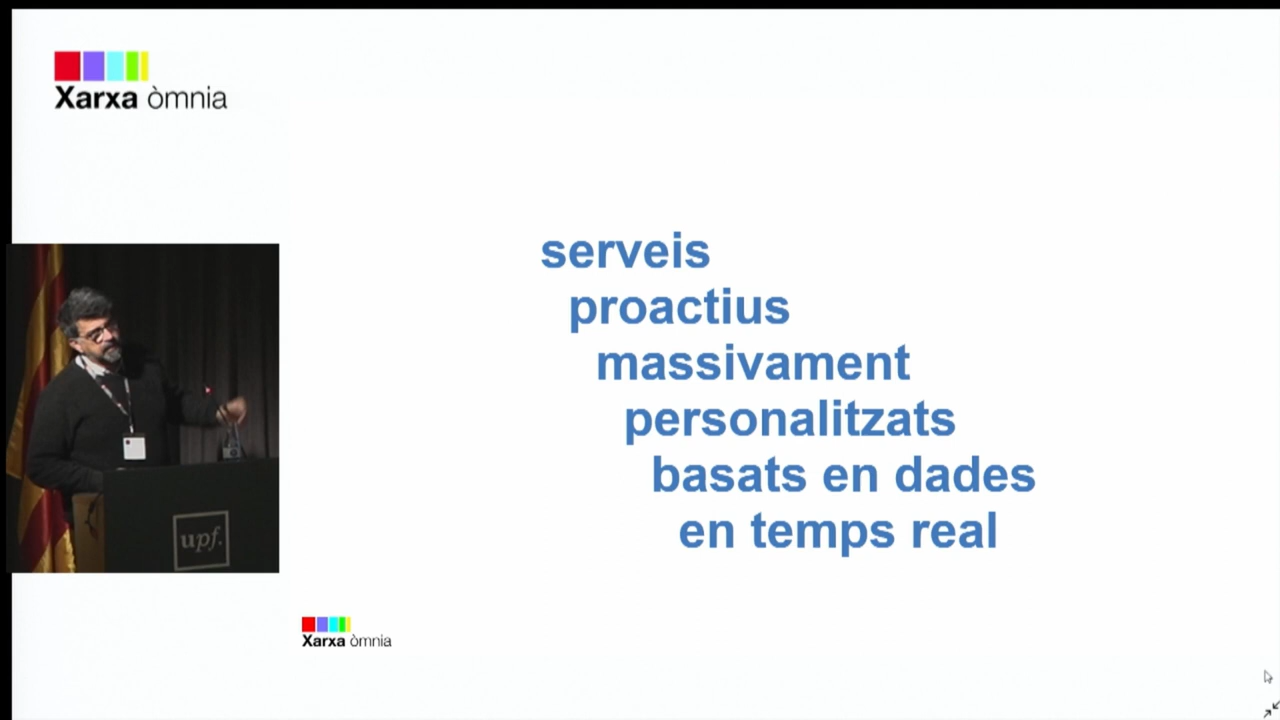 Xarxa òmnia
serveis
proactius
massivament
personalitzats
basats en dades
en temps real
upf.
Xarxa òmnia